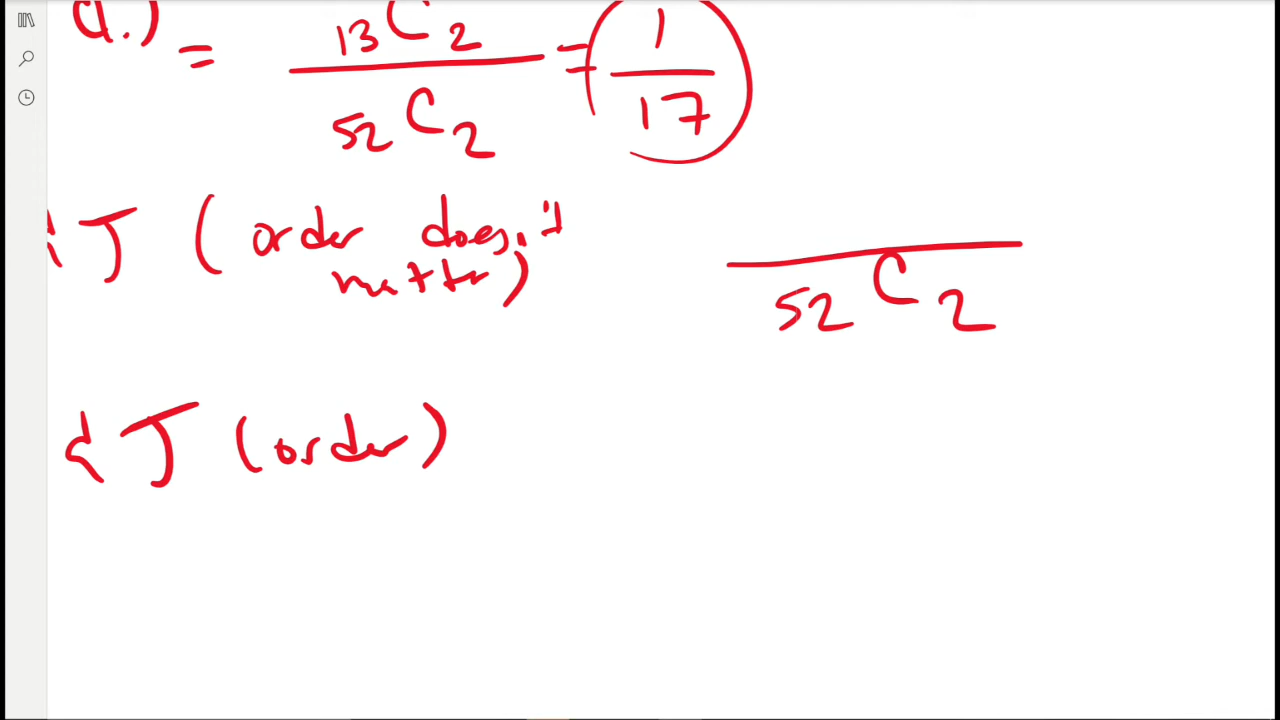 d.) = 13C2 / 52C2 = 1/17
& J (order doesn't matter)
52C2
& J (order)